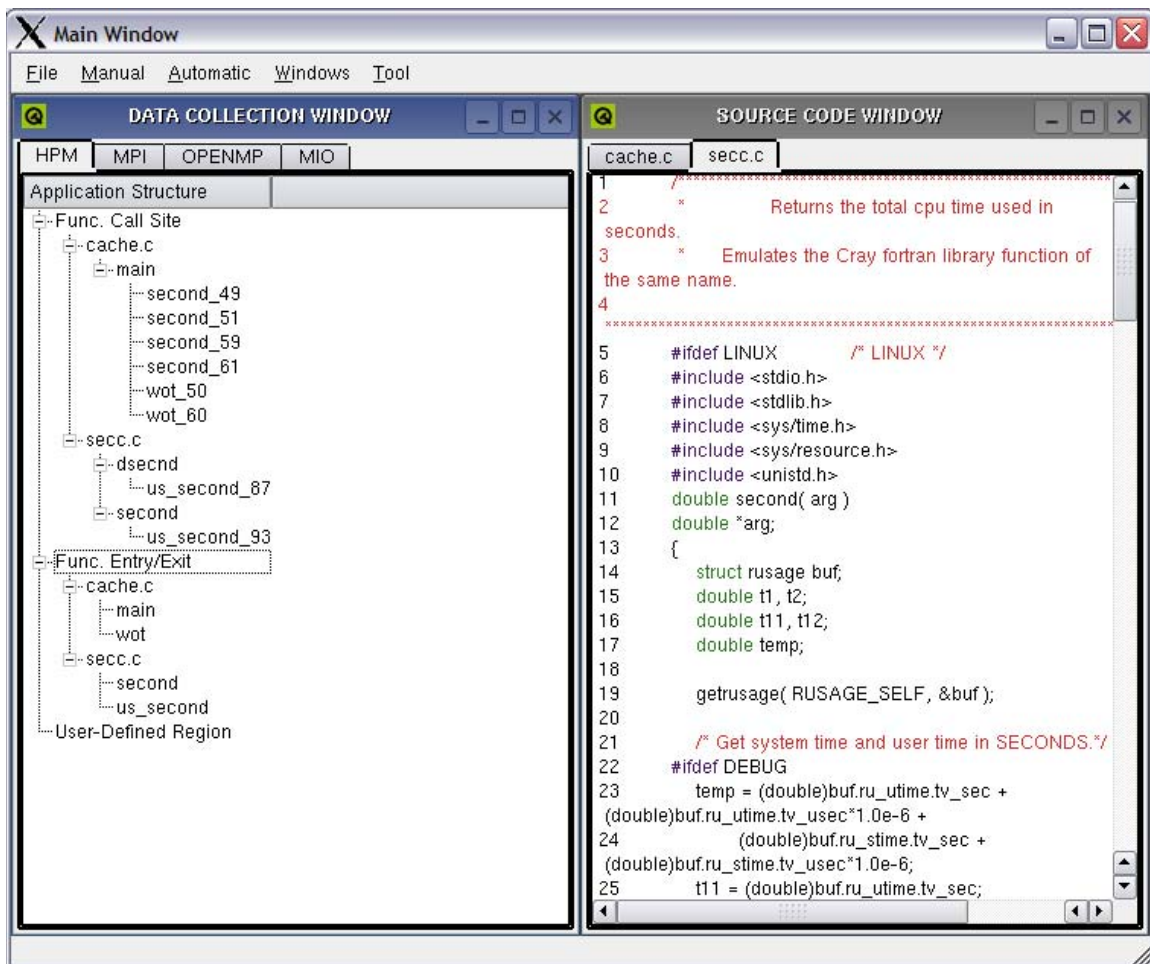 Main Window
File Manual Automatic Windows Tool
DATA COLLECTION WINDOW
HPM MPI OPENMP MIO
Application Structure
Func. Call Site
cache.c
main
second_49
second_51
second_59
second_61
wot_50
wot_60
secc.c
dsecnd
us_second_87
second
us_second_93
Func. Entry/Exit
cache.c
main
wot
secc.c
second
us_second
User-Defined Region
SOURCE CODE WINDOW
cache.c secc.c
1 /*********************************************************
2 * Returns the total cpu time used in
seconds.
3 * Emulates the Cray fortran library function of
the same name.
4
******************************************************************
5 #ifdef LINUX /* LINUX */
6 #include <stdio.h>
7 #include <stdlib.h>
8 #include <sys/time.h>
9 #include <sys/resource.h>
10 #include <unistd.h>
11 double second( arg )
12 double *arg;
13 {
14 struct rusage buf;
15 double t1, t2;
16 double t11, t12;
17 double temp;
18
19 getrusage( RUSAGE_SELF, &buf );
20
21 /* Get system time and user time in SECONDS.*/
22 #ifdef DEBUG
23 temp = (double)buf.ru_utime.tv_sec +
(double)buf.ru_utime.tv_usec*1.0e-6 +
24 (double)buf.ru_stime.tv_sec +
(double)buf.ru_stime.tv_usec*1.0e-6;
25 t11 = (double)buf.ru_utime.tv_sec;